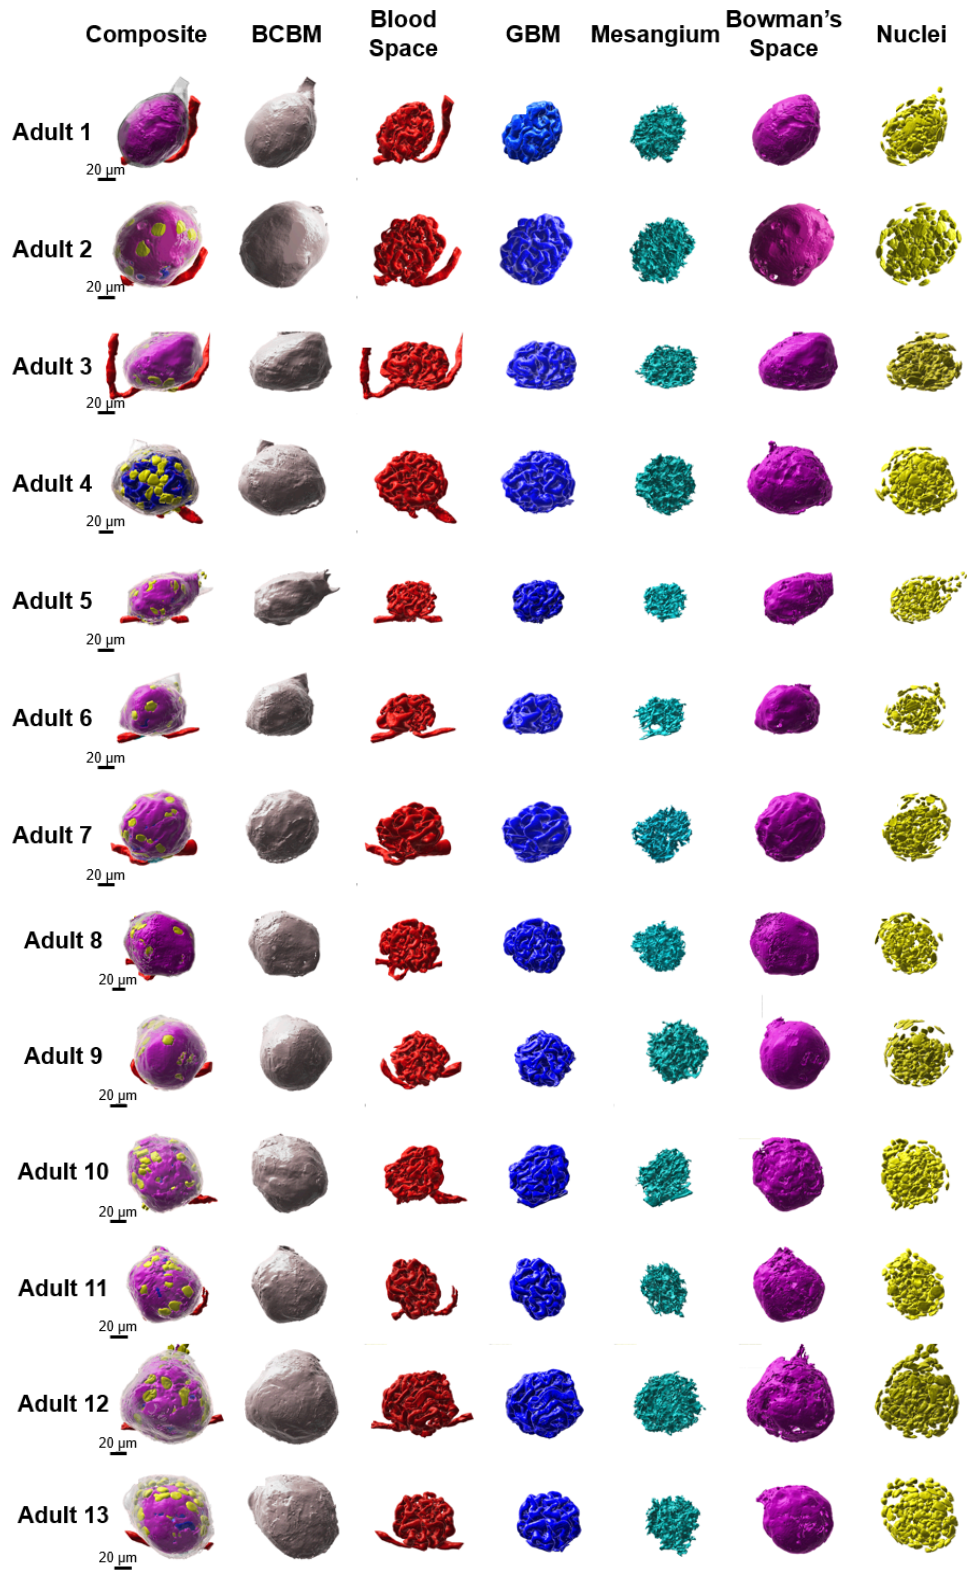 Composite BCBM Blood Space GBM Mesangium Bowman's Space Nuclei
Adult 1
20 µm
Adult 2
20 µm
Adult 3
20 µm
Adult 4
20 µm
Adult 5
20 µm
Adult 6
20 µm
Adult 7
20 µm
Adult 8
20 µm
Adult 9
20 µm
Adult 10
20 µm
Adult 11
20 µm
Adult 12
20 µm
Adult 13
20 µm